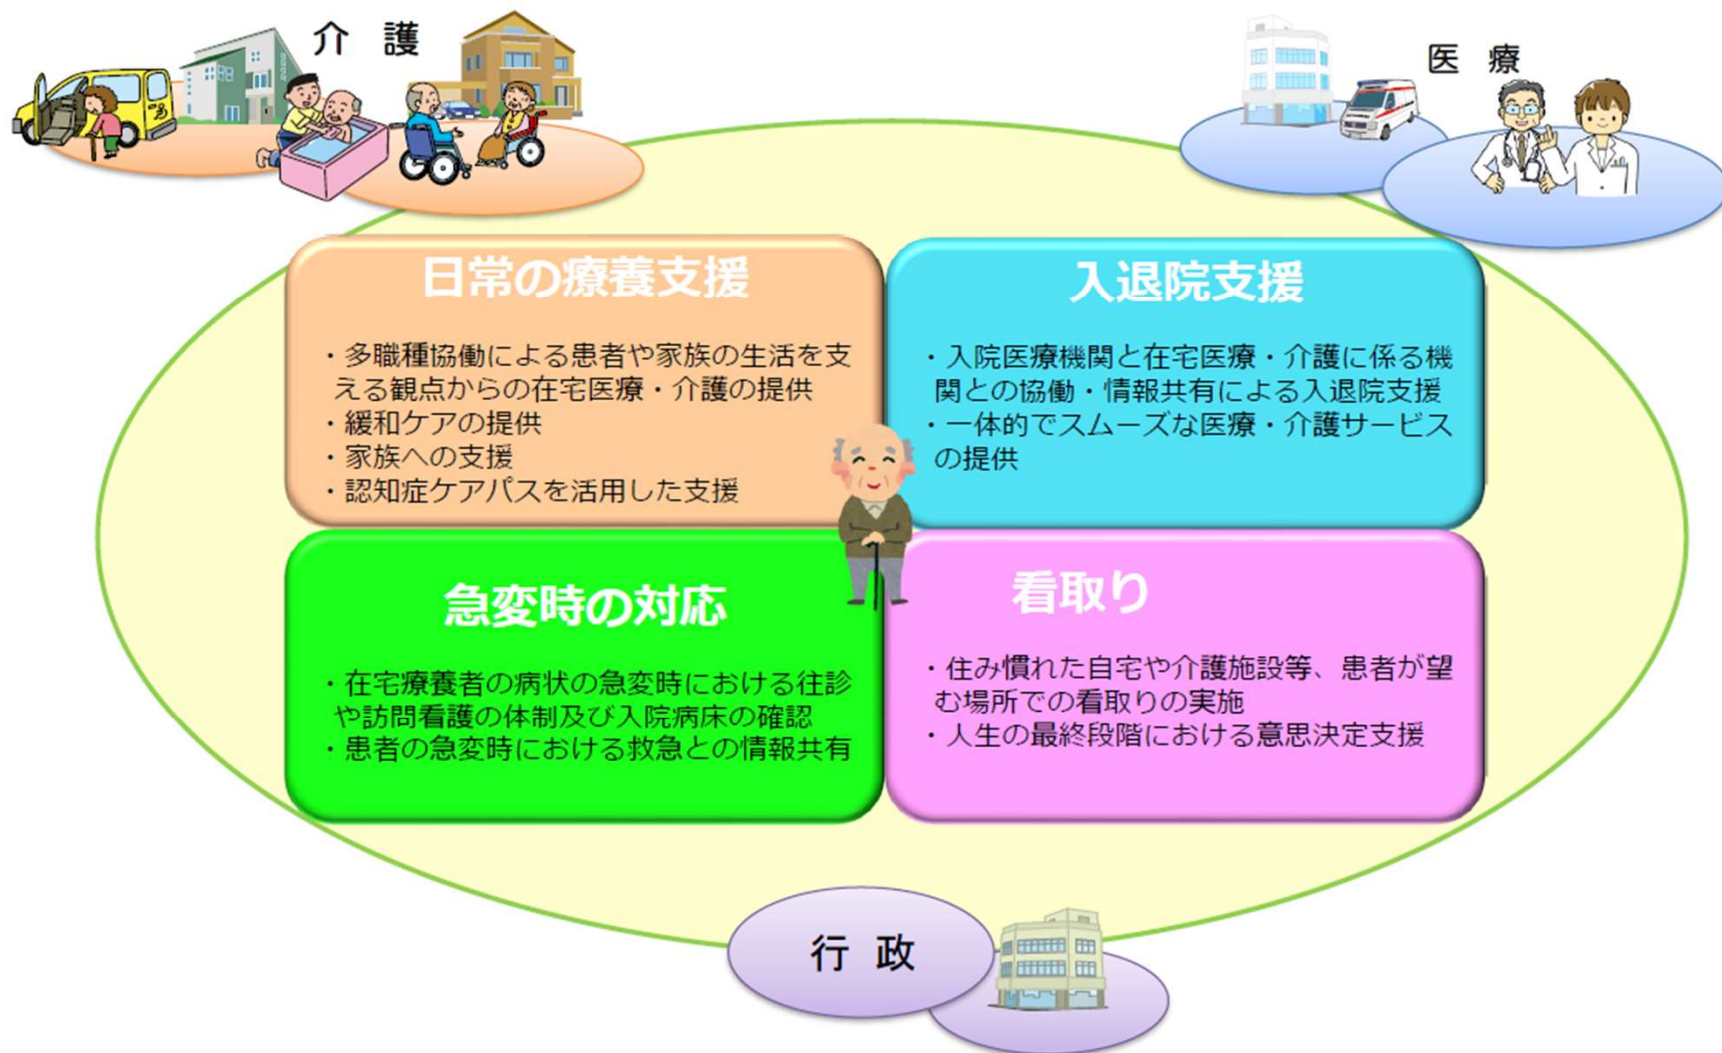 介 護
医 療
日常の療養支援
・多職種協働による患者や家族の生活を支
える観点からの在宅医療・介護の提供
・緩和ケアの提供
・家族への支援
・認知症ケアパスを活用した支援
入退院支援
・入院医療機関と在宅医療・介護に係る機
関との協働・情報共有による入退院支援
・一体的でスムーズな医療・介護サービス
の提供
急変時の対応
・在宅療養者の病状の急変時における往診
や訪問看護の体制及び入院病床の確認
・患者の急変時における救急との情報共有
看取り
・住み慣れた自宅や介護施設等、患者が望
む場所での看取りの実施
・人生の最終段階における意思決定支援
行 政